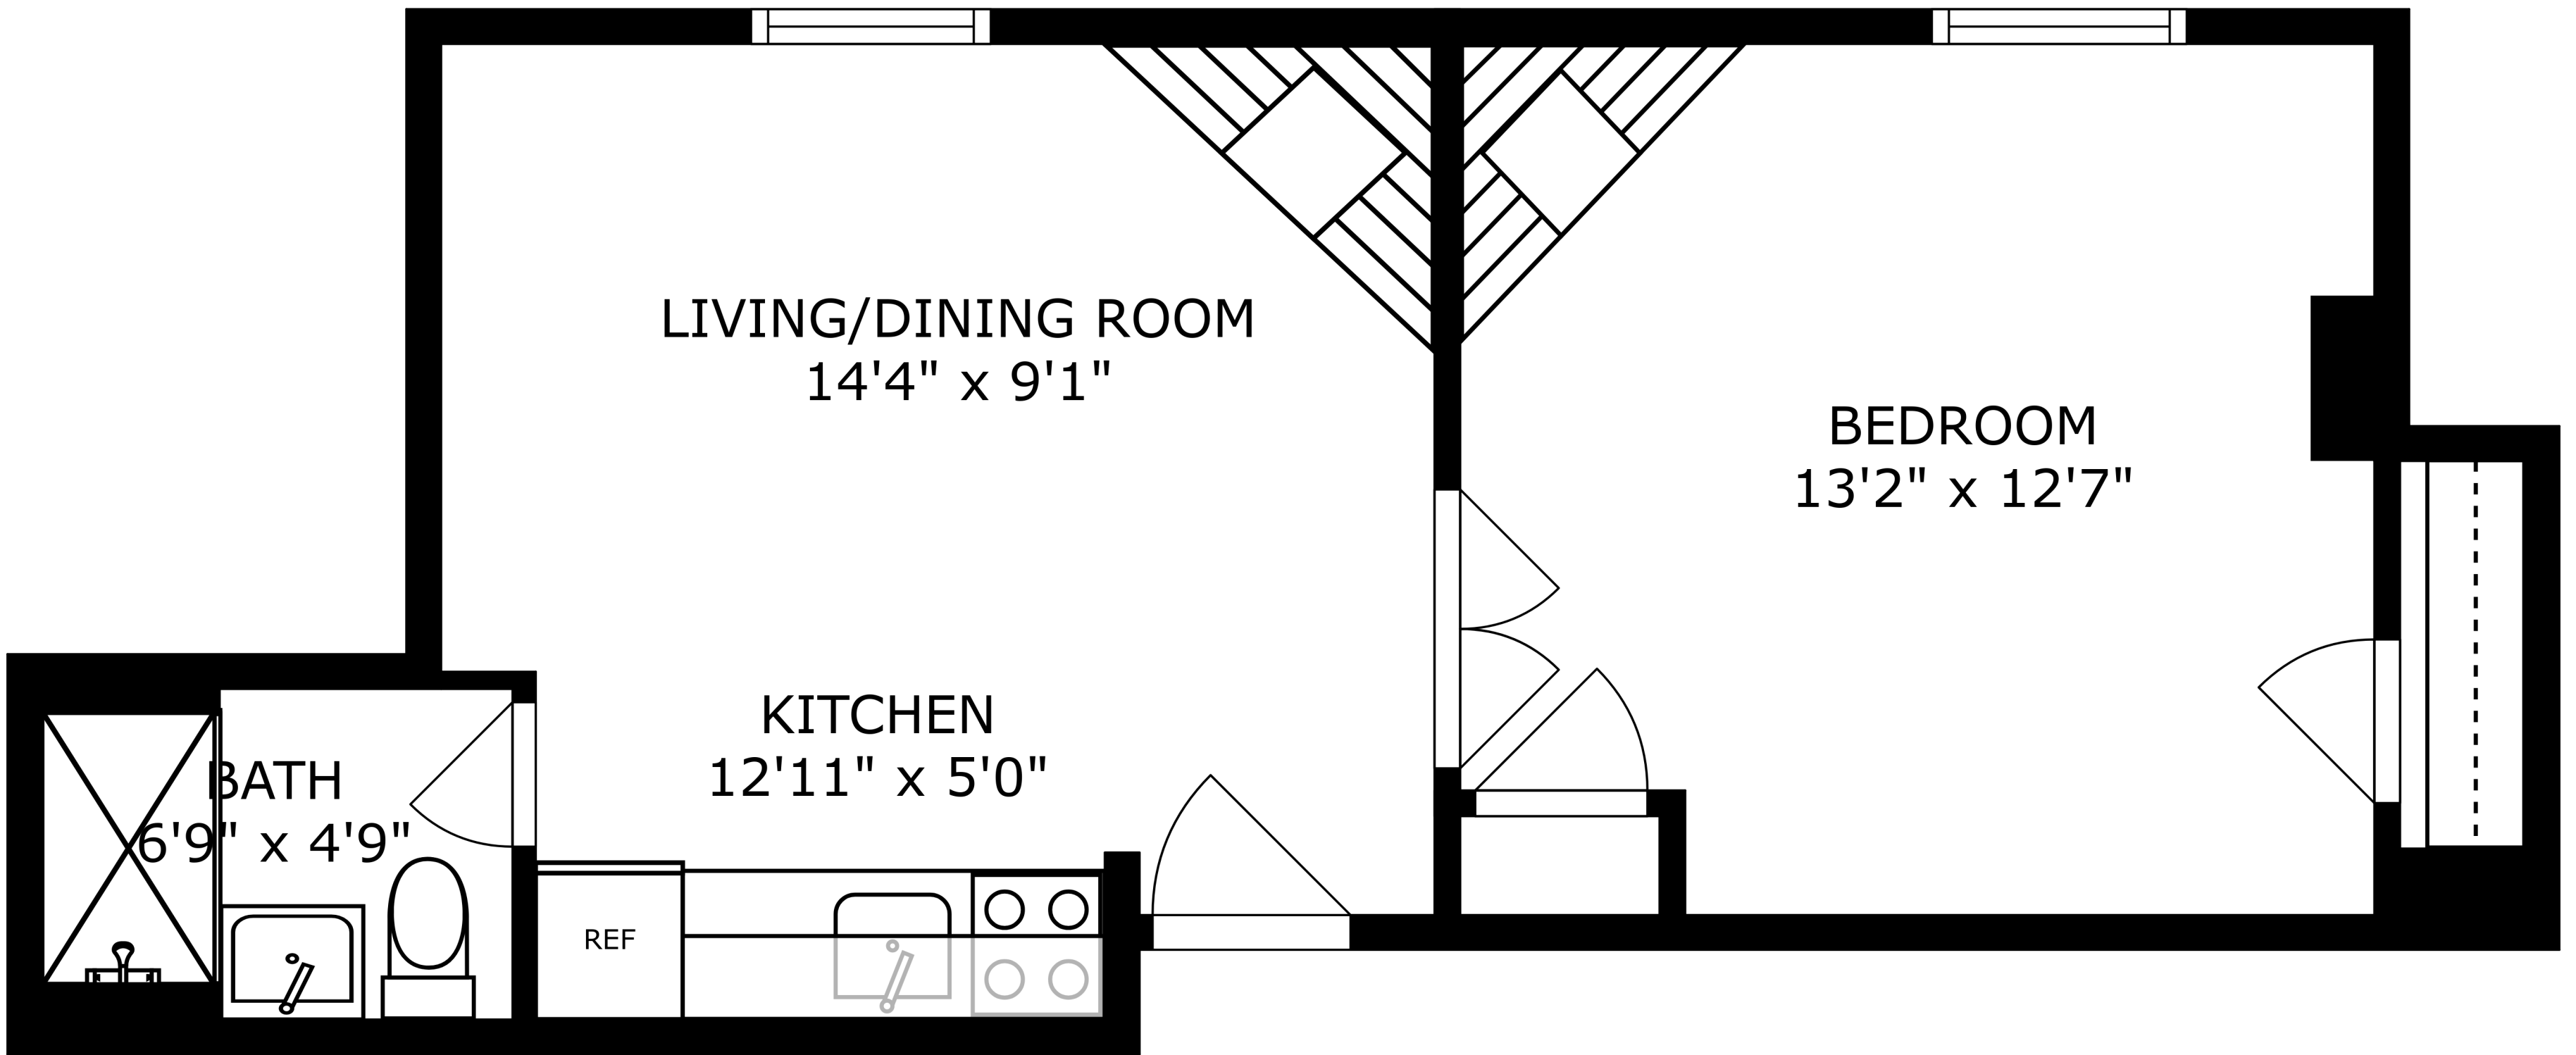 LIVING/DINING ROOM
14'4" x 9'1"
BEDROOM
13'2" x 12'7"
KITCHEN
12'11" x 5'0"
BATH
6'9" x 4'9"
REF